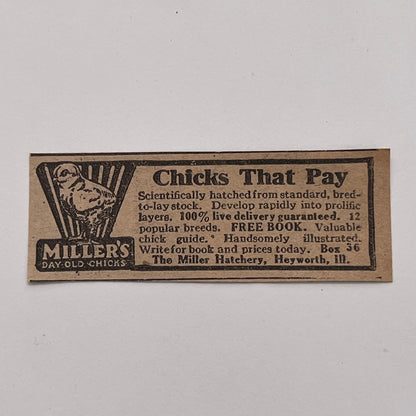 Chicks That Pay
Scientifically hatched from standard, bred-
to-lay stock. Develop rapidly into prolific
layers. 100% live delivery guaranteed. 12
popular breeds. FREE BOOK. Valuable
chick guide. Handsomely illustrated.
Write for book and prices today. Box 36
The Miller Hatchery, Heyworth, Ill.
MILLER'S
DAY-OLD CHICKS